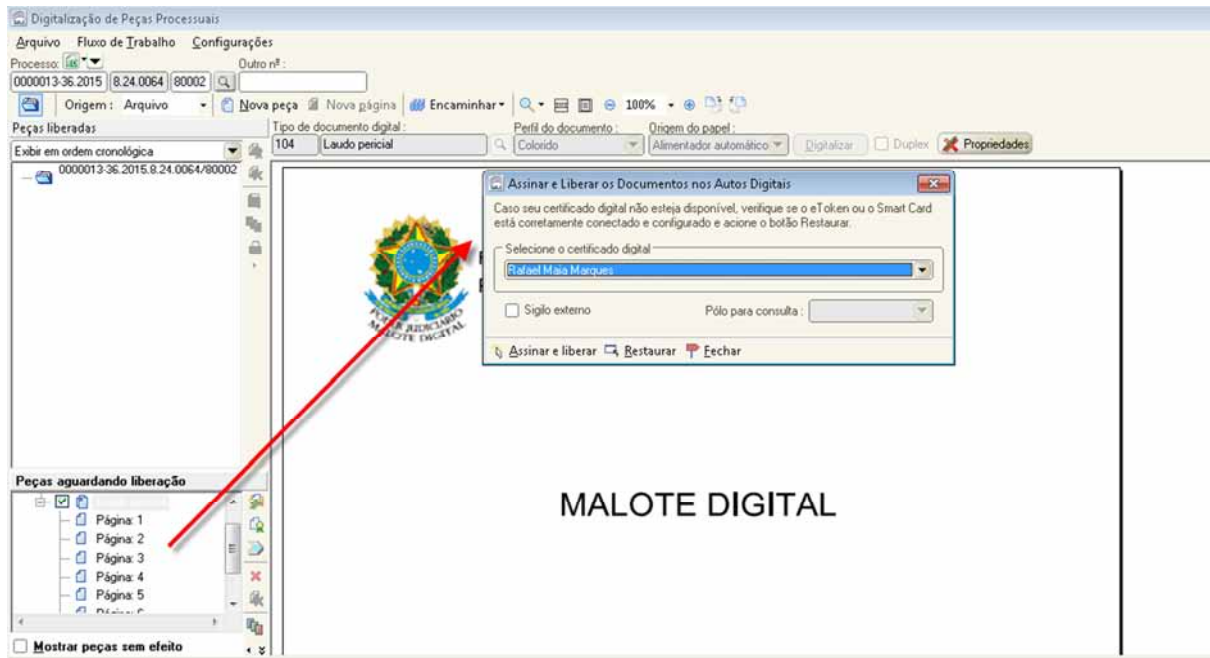 Digitalização de Peças Processuais
Arquivo Fluxo de Trabalho Configurações
Processo: Outro nº :
0000013-36.2015 8.24.0064 80002
Origem : Arquivo Nova peça Nova página Encaminhar 100%
Peças liberadas Tipo de documento digital : Perfil do documento : Origem do papel :
Exibir em ordem cronológica 104 Laudo pericial Colorido Alimentador automático Digitalizar Duplex Propriedades
0000013-36.2015.8.24.0064/80002
Assinar e Liberar os Documentos nos Autos Digitais
Caso seu certificado digital não esteja disponível, verifique se o eToken ou o Smart Card
está corretamente conectado e configurado e acione o botão Restaurar.
Selecione o certificado digital
Rafael Maia Marques
Sigilo externo Pólo para consulta :
Assinar e liberar Restaurar Fechar
PODER JUDICIÁRIO
MALOTE DIGITAL
MALOTE DIGITAL
Peças aguardando liberação
Página: 1
Página: 2
Página: 3
Página: 4
Página: 5
Mostrar peças sem efeito